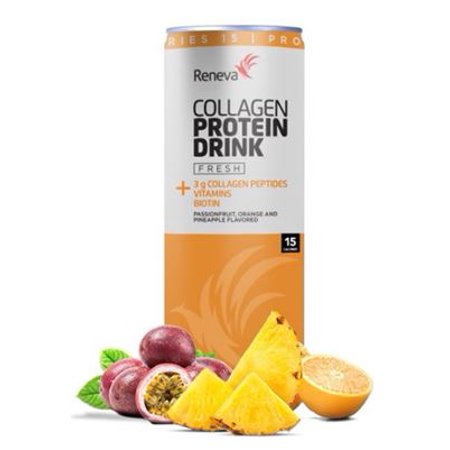 RIES 15 | PRO
Reneva
COLLAGEN
PROTEIN
DRINK
FRESH
+ 3 g COLLAGEN PEPTIDES
VITAMINS
BIOTIN
PASSIONFRUIT, ORANGE AND
PINEAPPLE FLAVORED
15
CALORIES